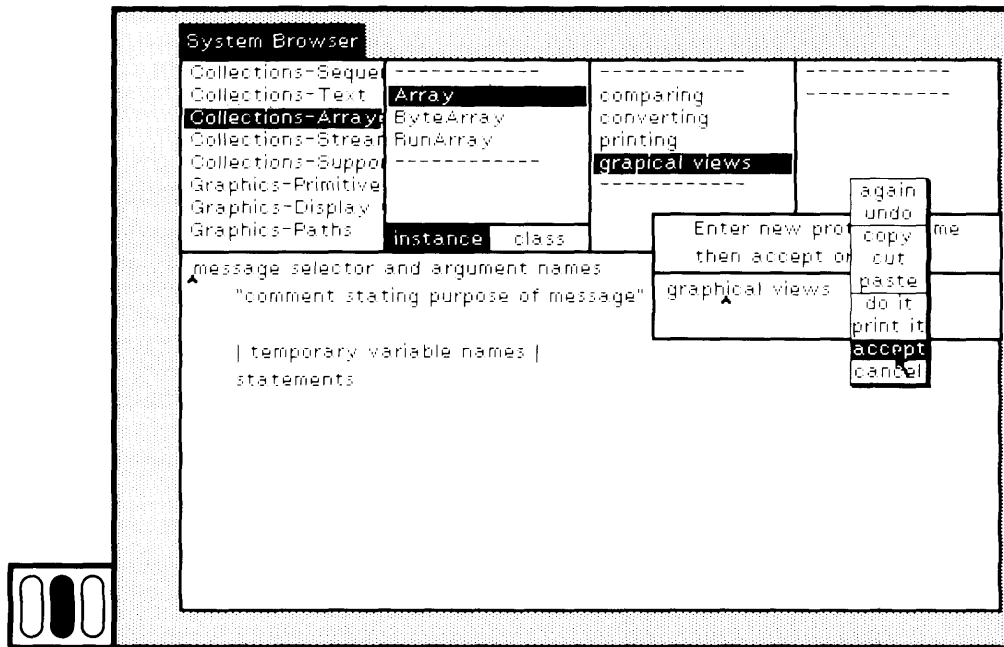 System Browser
Collections-Seque
Collections-Text
Collections-Array
Collections-Strear
Collections-Suppo
Graphics-Primitive
Graphics-Display
Graphics-Paths
------------
Array
ByteArray
RunArray
------------
instance class
------------
comparing
converting
printing
grapical views
------------
------------
------------
message selector and argument names
"comment stating purpose of message"
| temporary variable names |
statements
Enter new prot me
then accept or
graphical views
again
undo
copy
cut
paste
do it
print it
accept
cancel